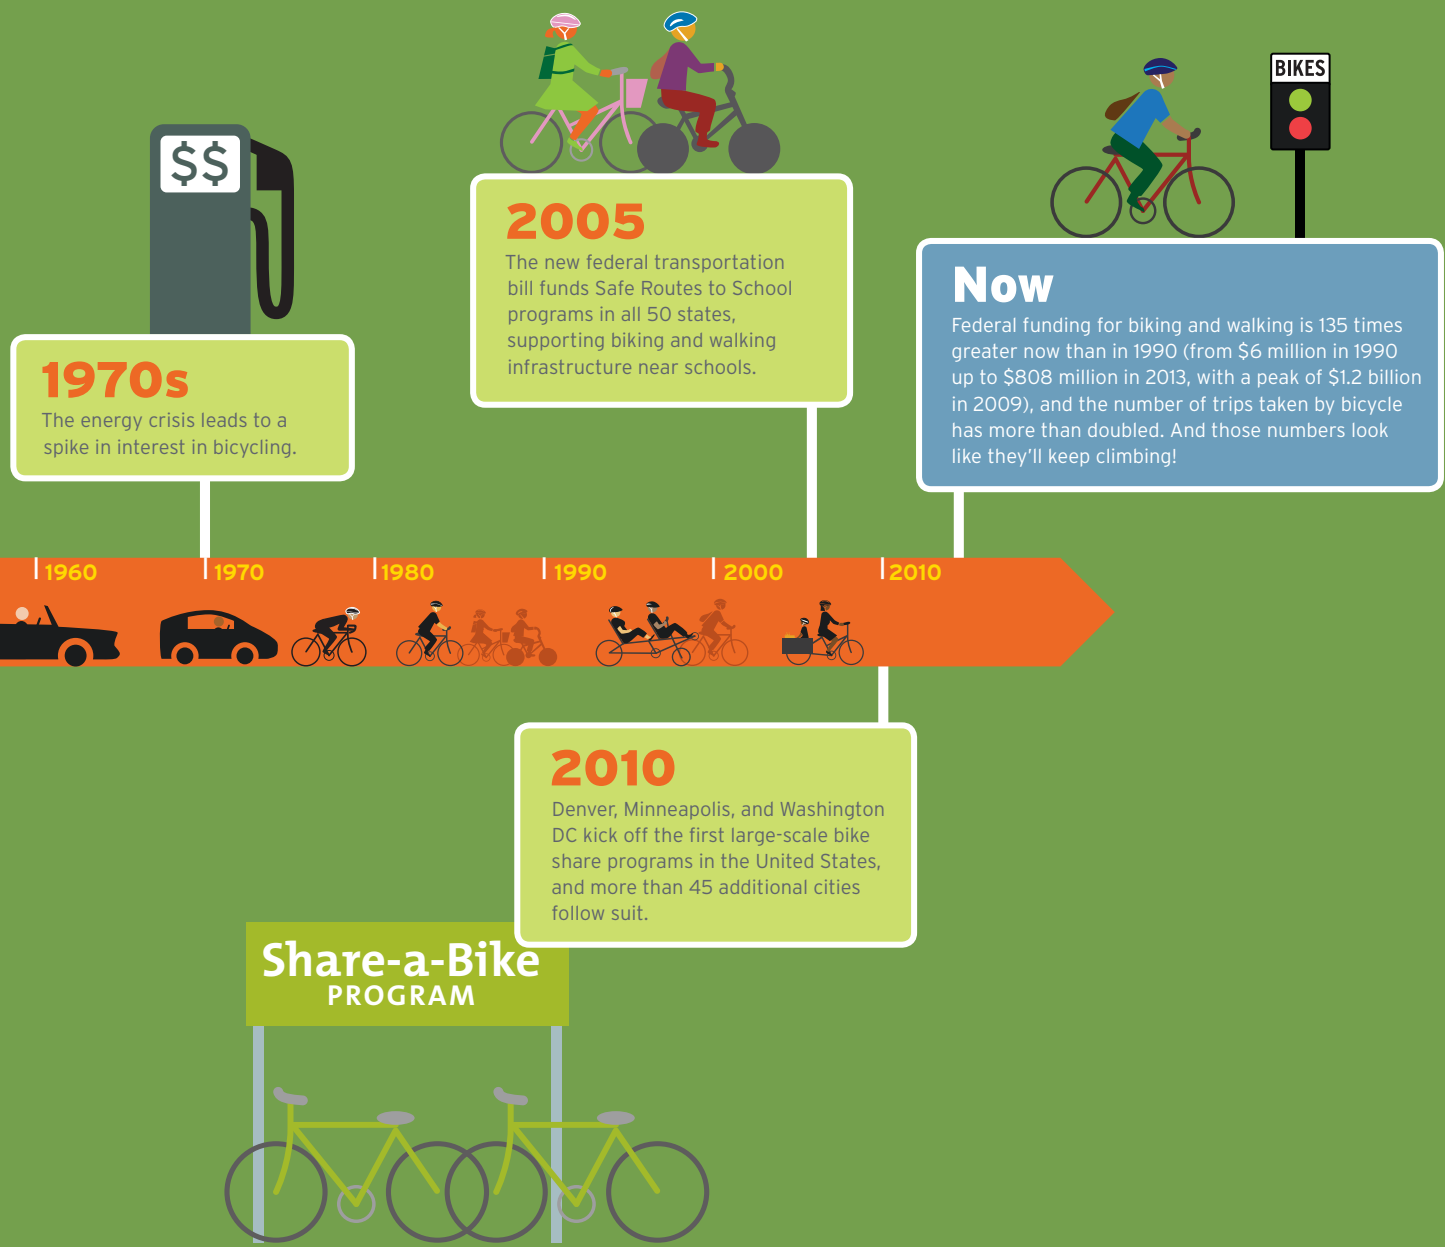 $$
1970s
The energy crisis leads to a
spike in interest in bicycling.
2005
The new federal transportation
bill funds Safe Routes to School
programs in all 50 states,
supporting biking and walking
infrastructure near schools.
BIKES
Now
Federal funding for biking and walking is 135 times
greater now than in 1990 (from $6 million in 1990
up to $808 million in 2013, with a peak of $1.2 billion
in 2009), and the number of trips taken by bicycle
has more than doubled. And those numbers look
like they'll keep climbing!
1960 1970 1980 1990 2000 2010
2010
Denver, Minneapolis, and Washington
DC kick off the first large-scale bike
share programs in the United States,
and more than 45 additional cities
follow suit.
Share-a-Bike
PROGRAM